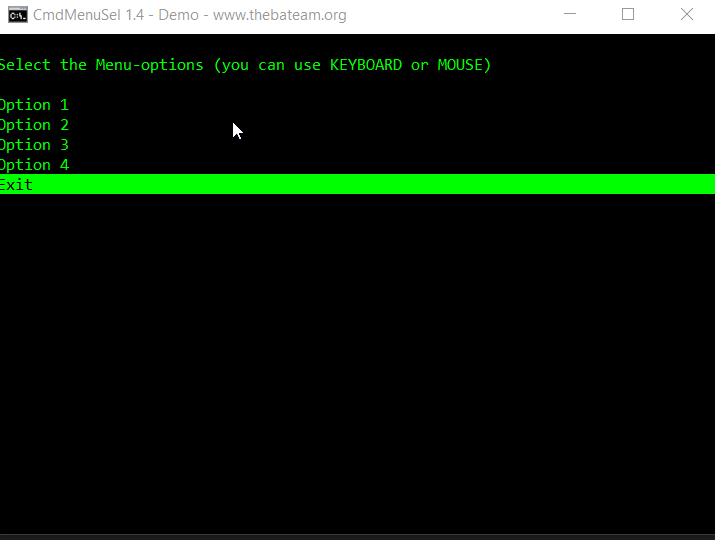 CmdMenuSel 1.4 - Demo - www.thebateam.org
Select the Menu-options (you can use KEYBOARD or MOUSE)
Option 1
Option 2
Option 3
Option 4
Exit